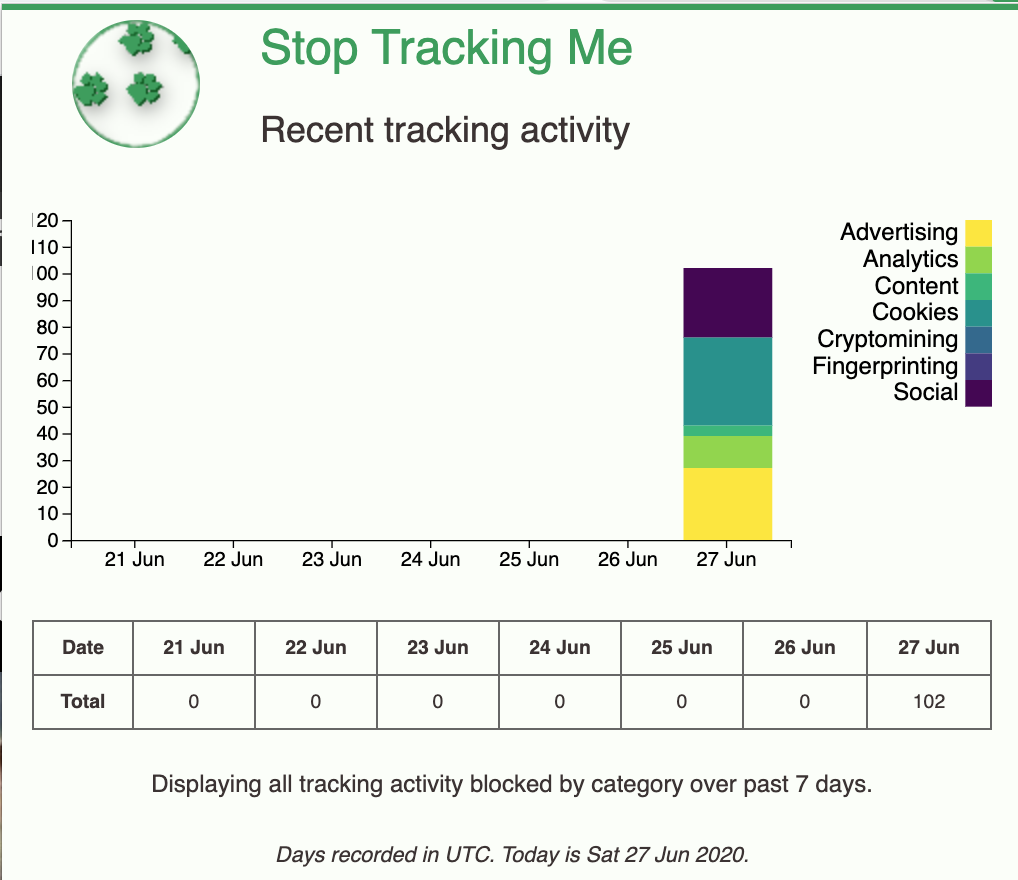 Stop Tracking Me
Recent tracking activity
120
110
100
90
80
70
60
50
40
30
20
10
0
21 Jun 22 Jun 23 Jun 24 Jun 25 Jun 26 Jun 27 Jun
Advertising
Analytics
Content
Cookies
Cryptomining
Fingerprinting
Social
Date 21 Jun 22 Jun 23 Jun 24 Jun 25 Jun 26 Jun 27 Jun
Total 0 0 0 0 0 0 102
Displaying all tracking activity blocked by category over past 7 days.
Days recorded in UTC. Today is Sat 27 Jun 2020.